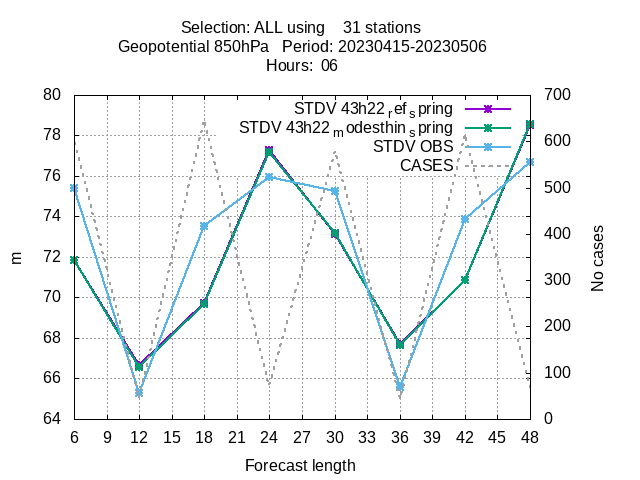 Selection: ALL using    31 stations
Geopotential 850hPa   Period: 20230415-20230506
Hours:  06
STDV 43h22 ref spring
STDV 43h22 modesthin spring
STDV OBS
CASES
80
78
76
74
72
70
68
66
64
700
600
500
400
300
200
100
0
m
No cases
6 9 12 15 18 21 24 27 30 33 36 39 42 45 48
Forecast length